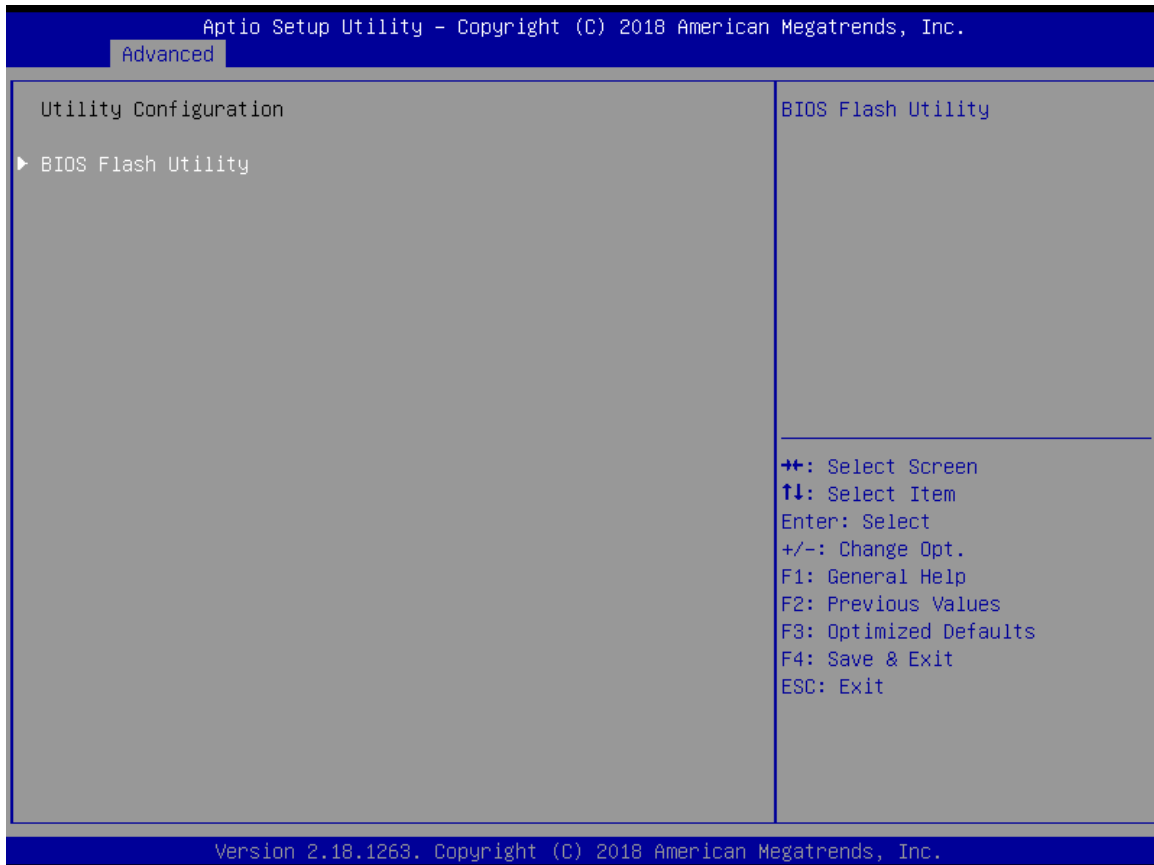 Aptio Setup Utility – Copyright (C) 2018 American Megatrends, Inc.
Advanced
Utility Configuration
BIOS Flash Utility
BIOS Flash Utility
→←: Select Screen
↑↓: Select Item
Enter: Select
+/-: Change Opt.
F1: General Help
F2: Previous Values
F3: Optimized Defaults
F4: Save & Exit
ESC: Exit
Version 2.18.1263. Copyright (C) 2018 American Megatrends, Inc.